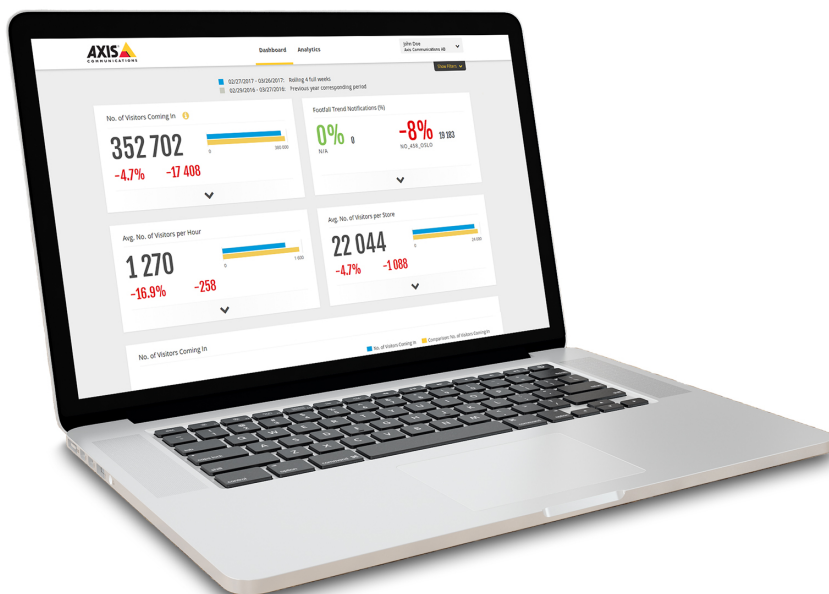 AXIS
COMMUNICATIONS
Dashboard Analytics
John Doe
Axis Communications AB
Show Filters
02/27/2017 - 03/26/2017: Rolling 4 full weeks
02/29/2016 - 03/27/2016: Previous year corresponding period
No. of Visitors Coming In
352 702
-4.7% -17 408
0 380 000
Footfall Trend Notifications (%)
0% 0
N/A
-8% 19 183
NO_456_OSLO
Avg. No. of Visitors per Hour
1 270
-16.9% -258
0 1 600
Avg. No. of Visitors per Store
22 044
-4.7% -1 088
0 24 000
No. of Visitors Coming In
No. of Visitors Coming In Comparison No. of Visitors Coming In